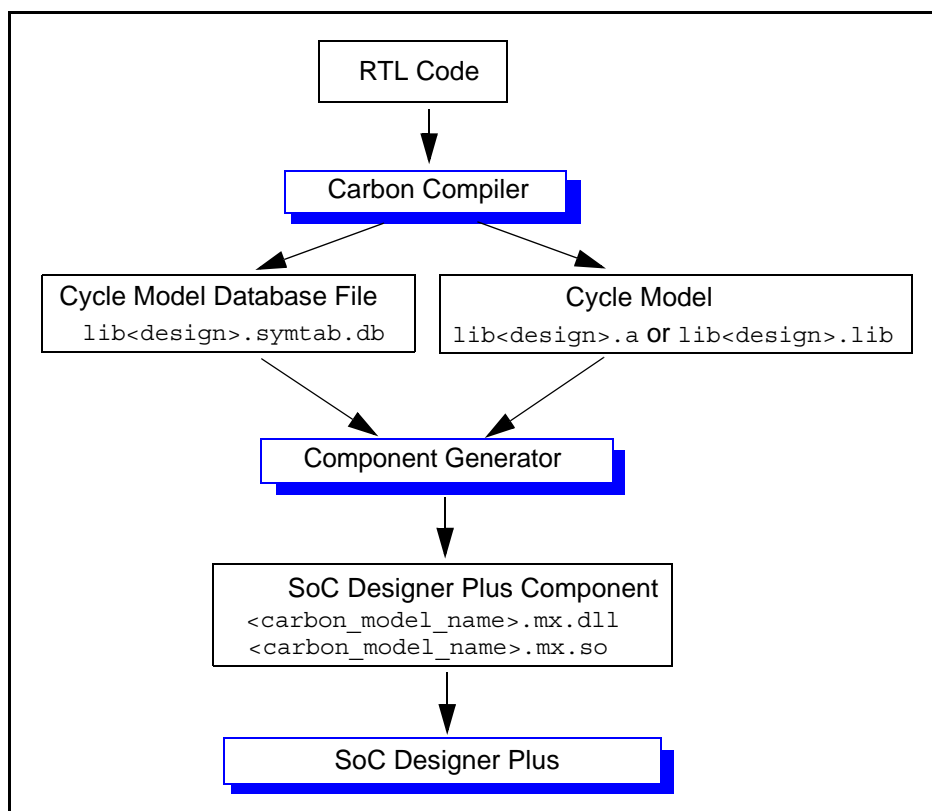 RTL Code
Carbon Compiler
Cycle Model Database File
lib<design>.symtab.db
Cycle Model
lib<design>.a or lib<design>.lib
Component Generator
SoC Designer Plus Component
<carbon_model_name>.mx.dll
<carbon_model_name>.mx.so
SoC Designer Plus